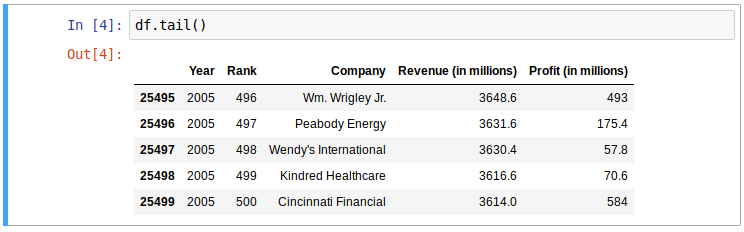 In [4]: df.tail()
Out[4]:
Year Rank Company Revenue (in millions) Profit (in millions)
25495 2005 496 Wm. Wrigley Jr. 3648.6 493
25496 2005 497 Peabody Energy 3631.6 175.4
25497 2005 498 Wendy's International 3630.4 57.8
25498 2005 499 Kindred Healthcare 3616.6 70.6
25499 2005 500 Cincinnati Financial 3614.0 584